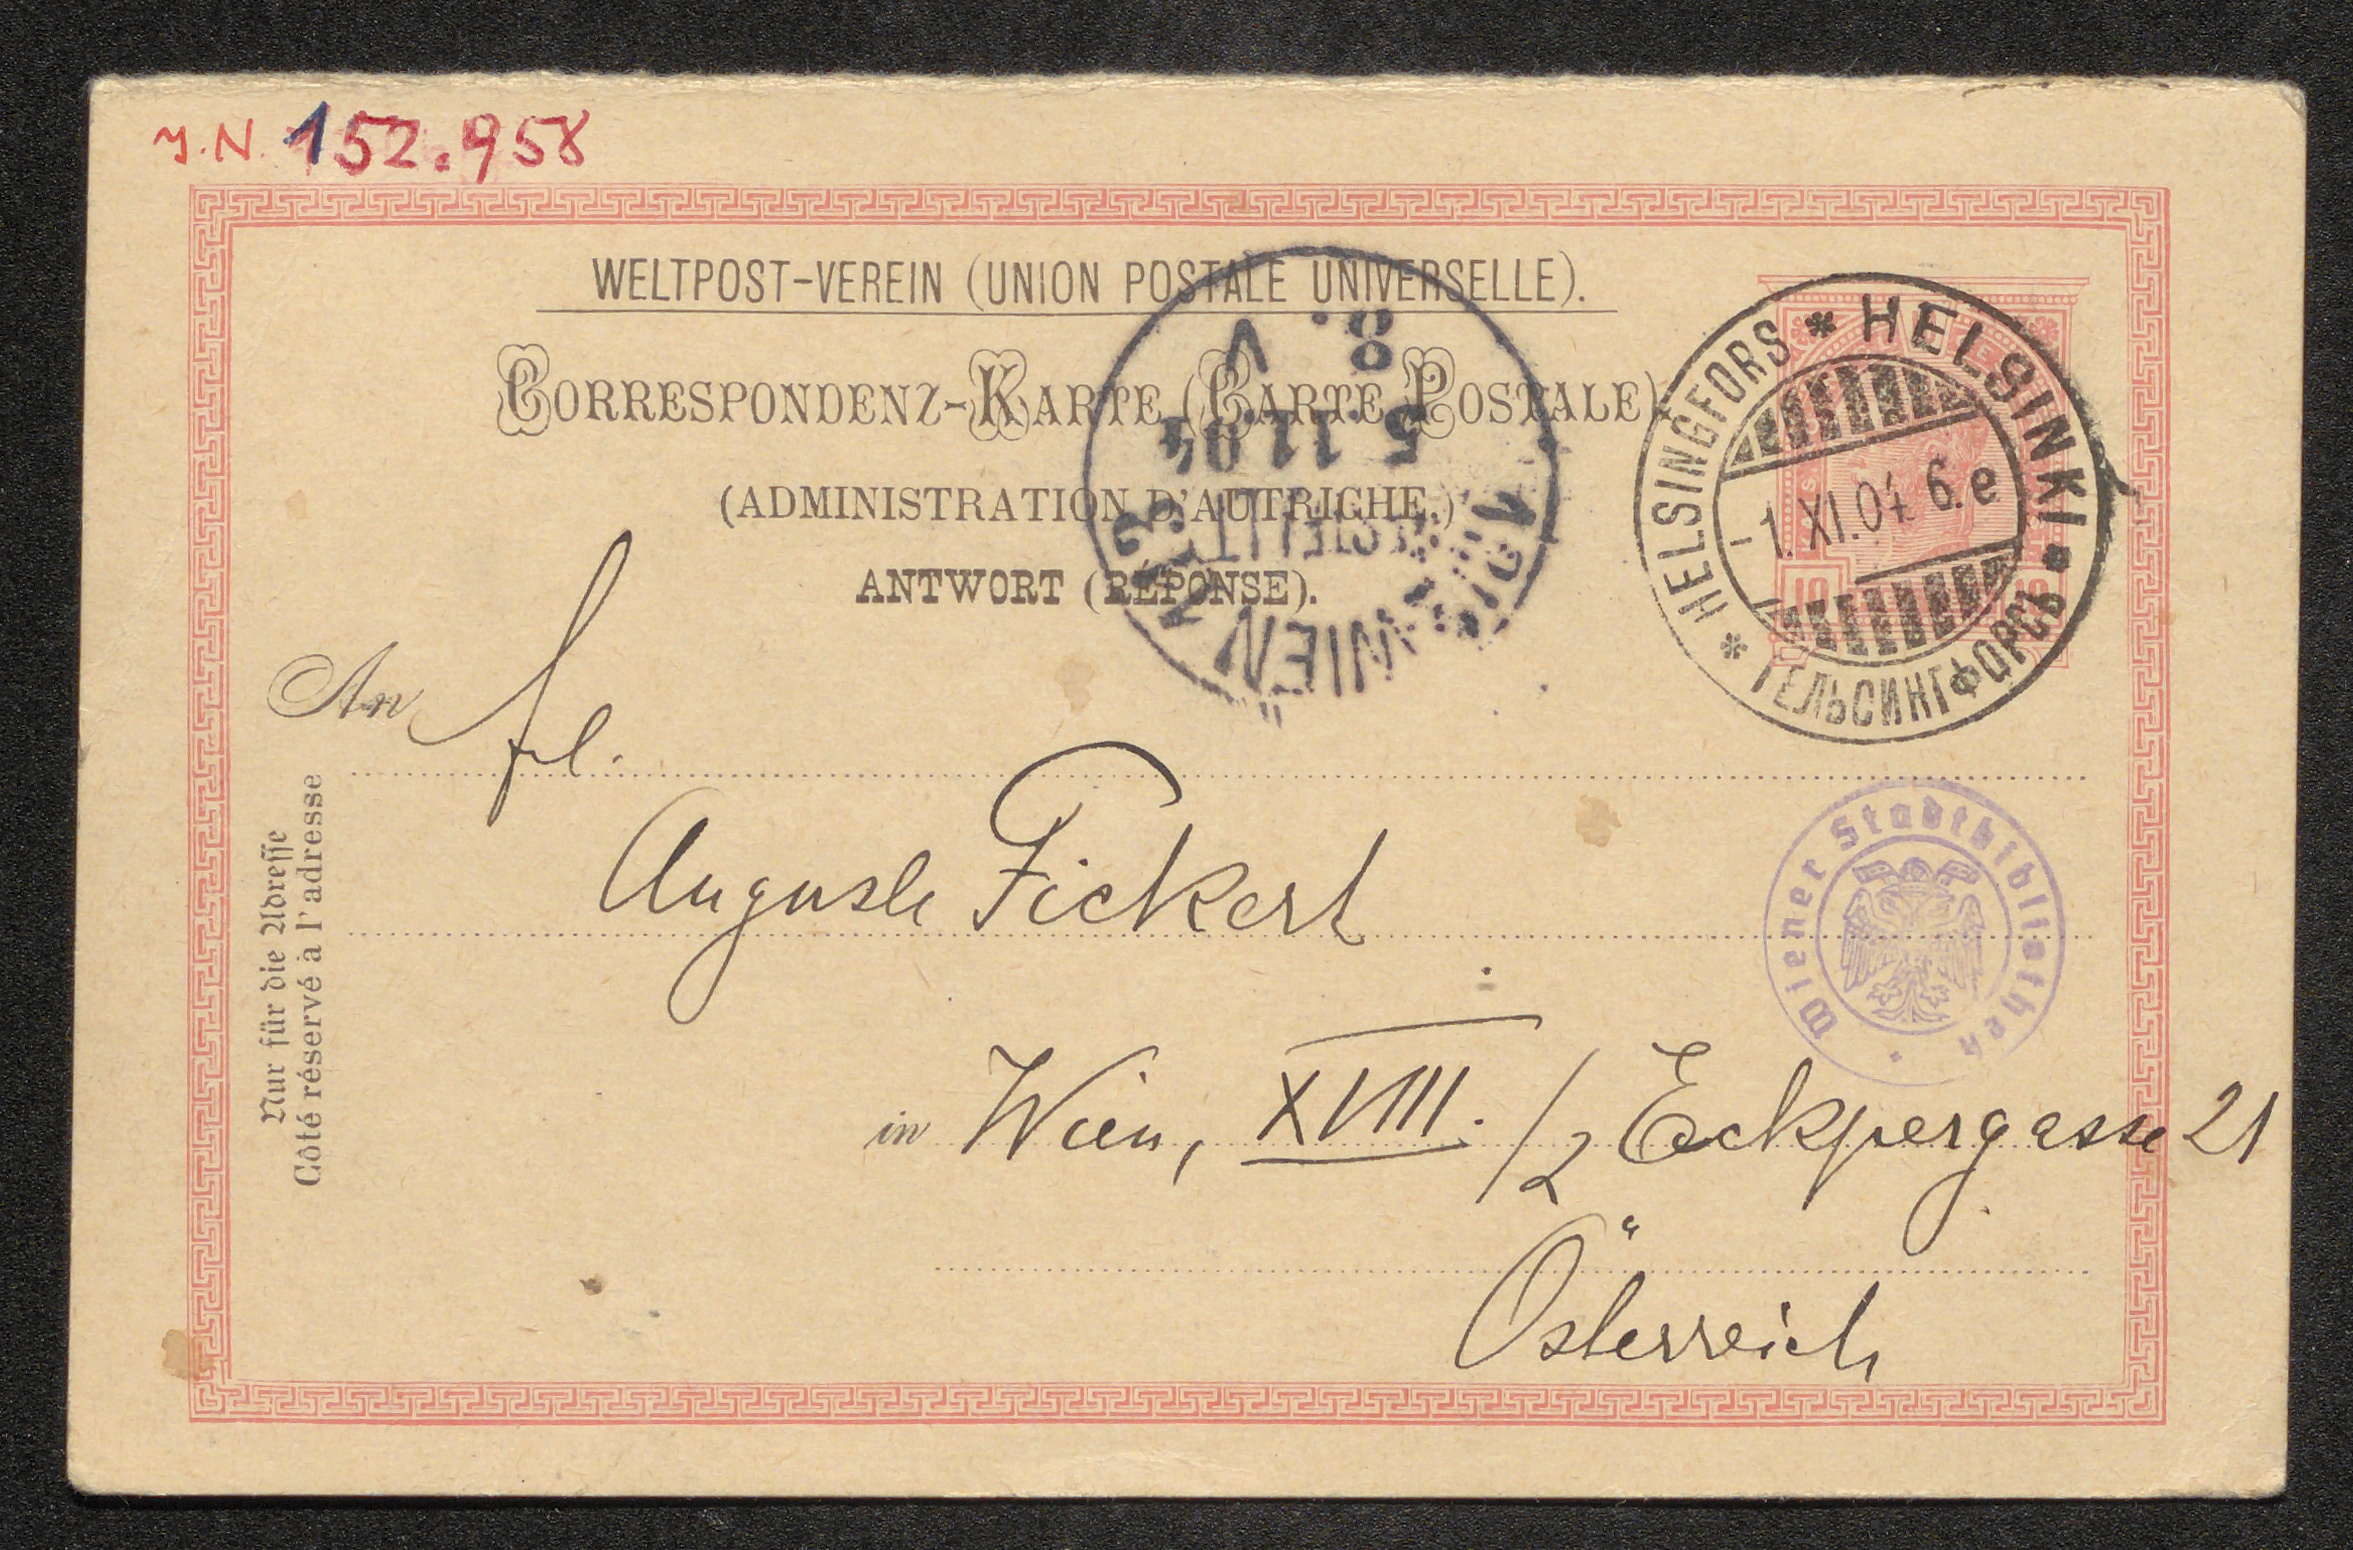 J.N. 152.958
WELTPOST-VEREIN (UNION POSTALE UNIVERSELLE).
CORRESPONDENZ-KARTE (CARTE POSTALE)
(ADMINISTRATION D'AUTRICHE.)
ANTWORT (RÉPONSE).
8. V
5.11.04
WIEN
HELSINGFORS * HELSINKI
-1.XI.04. 6.e
ГЕЛЬСИНГФОРСЪ
10
An Frl.
Auguste Fickert
in Wien, XVIII./2 Eckpergasse 21
Österreich
Nur für die Adresse
Côté réservé à l'adresse
Wiener Stadtbibliothek